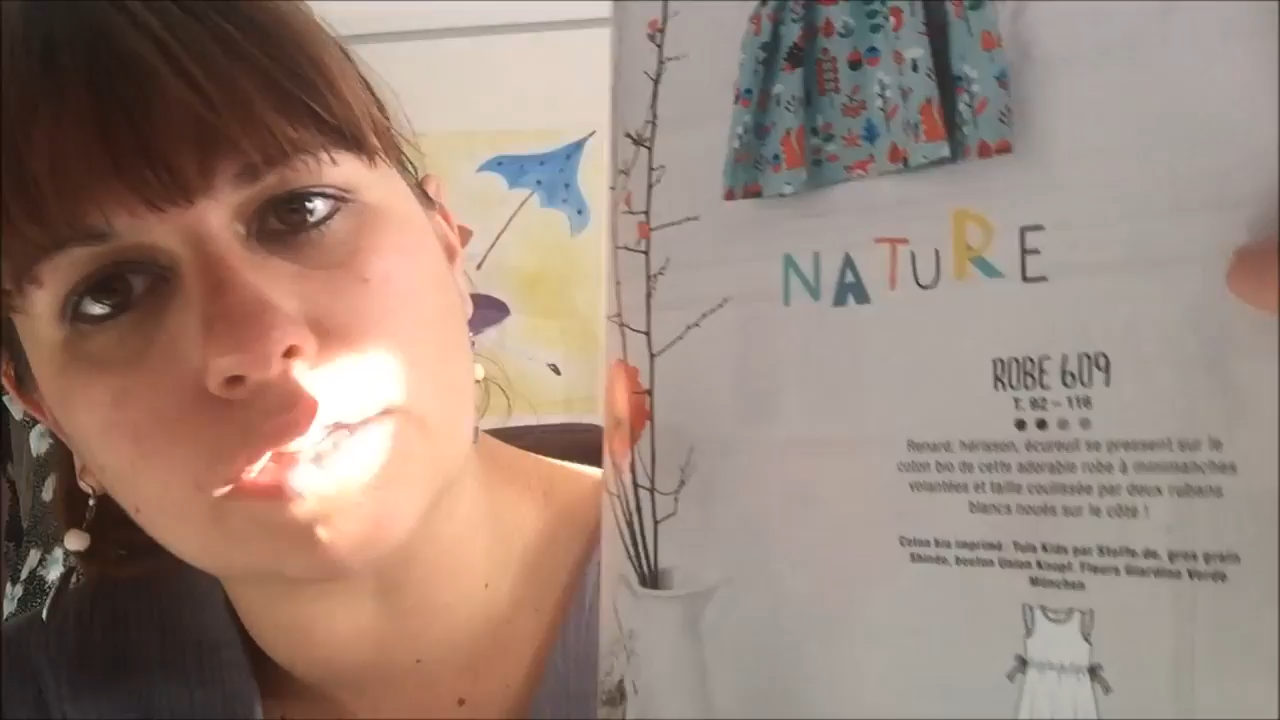 NATURE
ROBE 609
T. 92 – 116
Renard, hérisson, écureuil se pressent sur le
coton bio de cette adorable robe à minimanches
volantées et taille coulissée par deux rubans
blancs noués sur le côté !
Coton bio imprimé : Tula Kids par Stoffe.de, gros grain
Shindo, bouton Union Knopf. Fleurs Giardino Verde
München